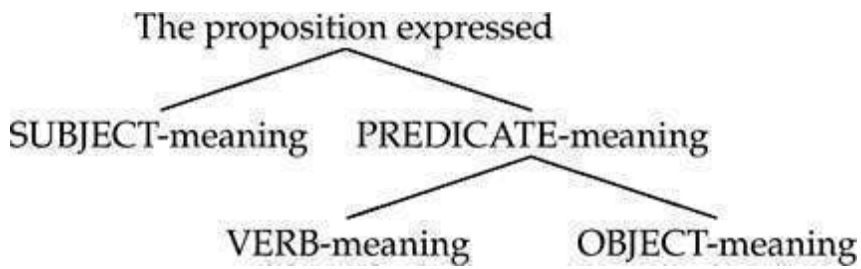 The proposition expressed
SUBJECT-meaning PREDICATE-meaning
VERB-meaning OBJECT-meaning